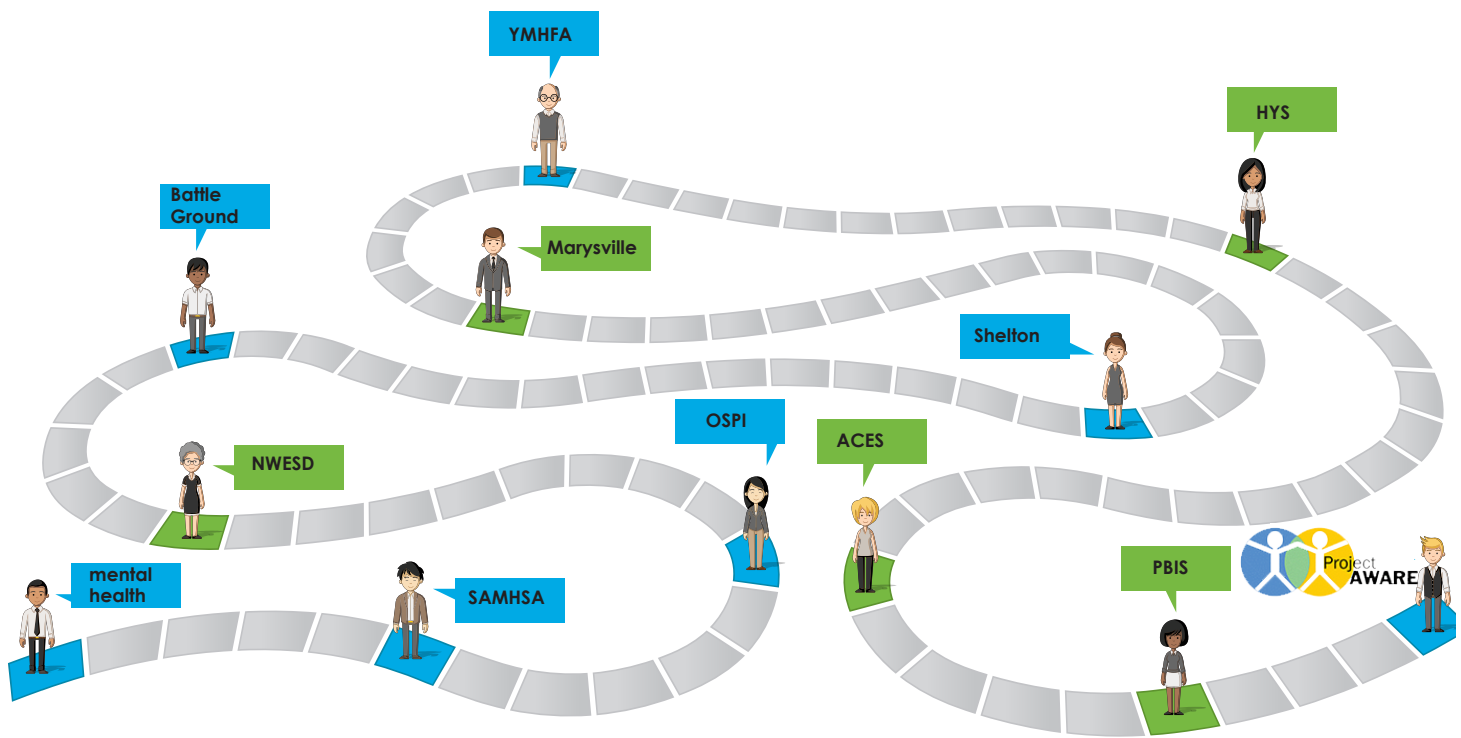 YMHFA
HYS
Battle
Ground
Marysville
Shelton
OSPI
ACES
NWESD
PBIS
Project
AWARE
mental
health
SAMHSA